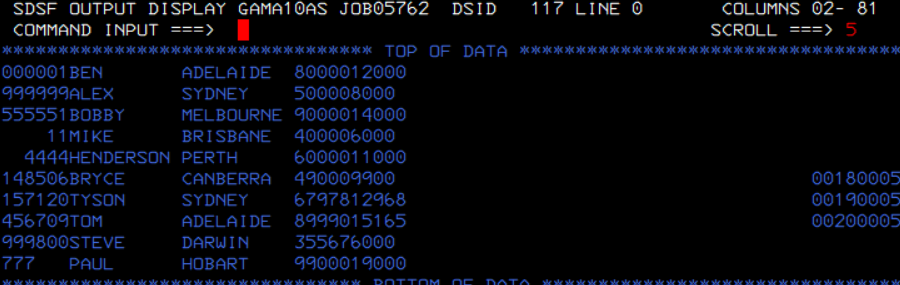 SDSF OUTPUT DISPLAY GAMA10AS JOB05762  DSID   117 LINE 0       COLUMNS 02- 81
COMMAND INPUT ===>                                            SCROLL ===> 5
********************************* TOP OF DATA **********************************
000001BEN       ADELAIDE  8000012000
999999ALEX      SYDNEY    500008000
555551BOBBY     MELBOURNE 9000014000
    11MIKE      BRISBANE  400006000
  4444HENDERSON PERTH     6000011000
148506BRYCE     CANBERRA  490009900                                    00180005
157120TYSON     SYDNEY    6797812968                                   00190005
456709TOM       ADELAIDE  8999015165                                   00200005
999800STEVE     DARWIN    355676000
777   PAUL      HOBART    9900019000
******************************** BOTTOM OF DATA ********************************